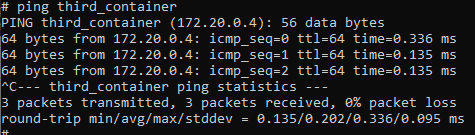 # ping third_container
PING third_container (172.20.0.4): 56 data bytes
64 bytes from 172.20.0.4: icmp_seq=0 ttl=64 time=0.336 ms
64 bytes from 172.20.0.4: icmp_seq=1 ttl=64 time=0.135 ms
64 bytes from 172.20.0.4: icmp_seq=2 ttl=64 time=0.135 ms
^C--- third_container ping statistics ---
3 packets transmitted, 3 packets received, 0% packet loss
round-trip min/avg/max/stddev = 0.135/0.202/0.336/0.095 ms
#